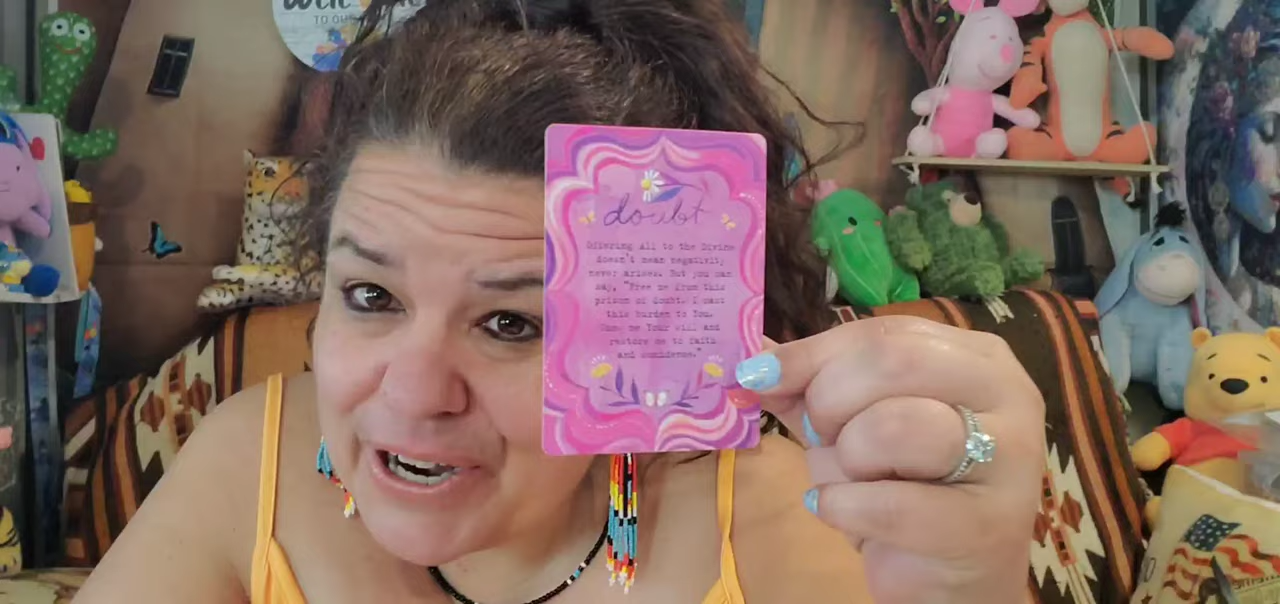 TO OUR
doubt
Offering all to the Divine
doesn't mean negativity
never arises. But you can
say, "Free me from this
prison of doubt. I cast
this burden to You.
Show me Your will and
restore me to faith
and confidence."